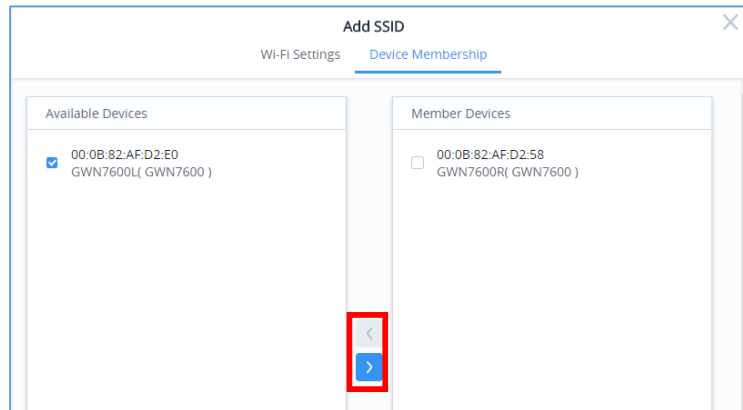 Add SSID
Wi-Fi Settings Device Membership
Available Devices
00:0B:82:AF:D2:E0
GWN7600L( GWN7600 )
Member Devices
00:0B:82:AF:D2:58
GWN7600R( GWN7600 )